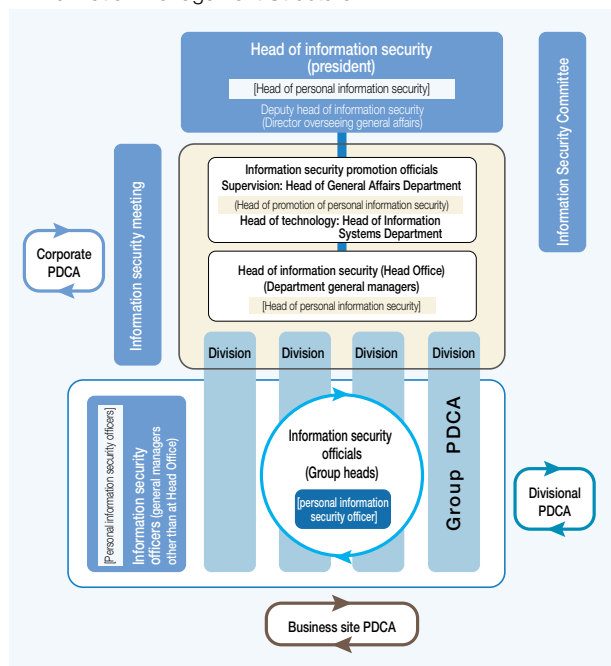 Head of information security
(president)
[Head of personal information security]
Deputy head of information security
(Director overseeing general affairs)
Information Security Committee
Information security meeting
Information security promotion officials
Supervision: Head of General Affairs Department
(Head of promotion of personal information security)
Head of technology: Head of Information
Systems Department
Corporate
PDCA
Head of information security (Head Office)
(Department general managers)
[Head of personal information security]
Division
Division
Division
Division
[Personal information security officers]
Information security
officers (general managers
other than at Head Office)
Information security
officials
(Group heads)
[personal information
security officer]
Group PDCA
Divisional
PDCA
Business site PDCA